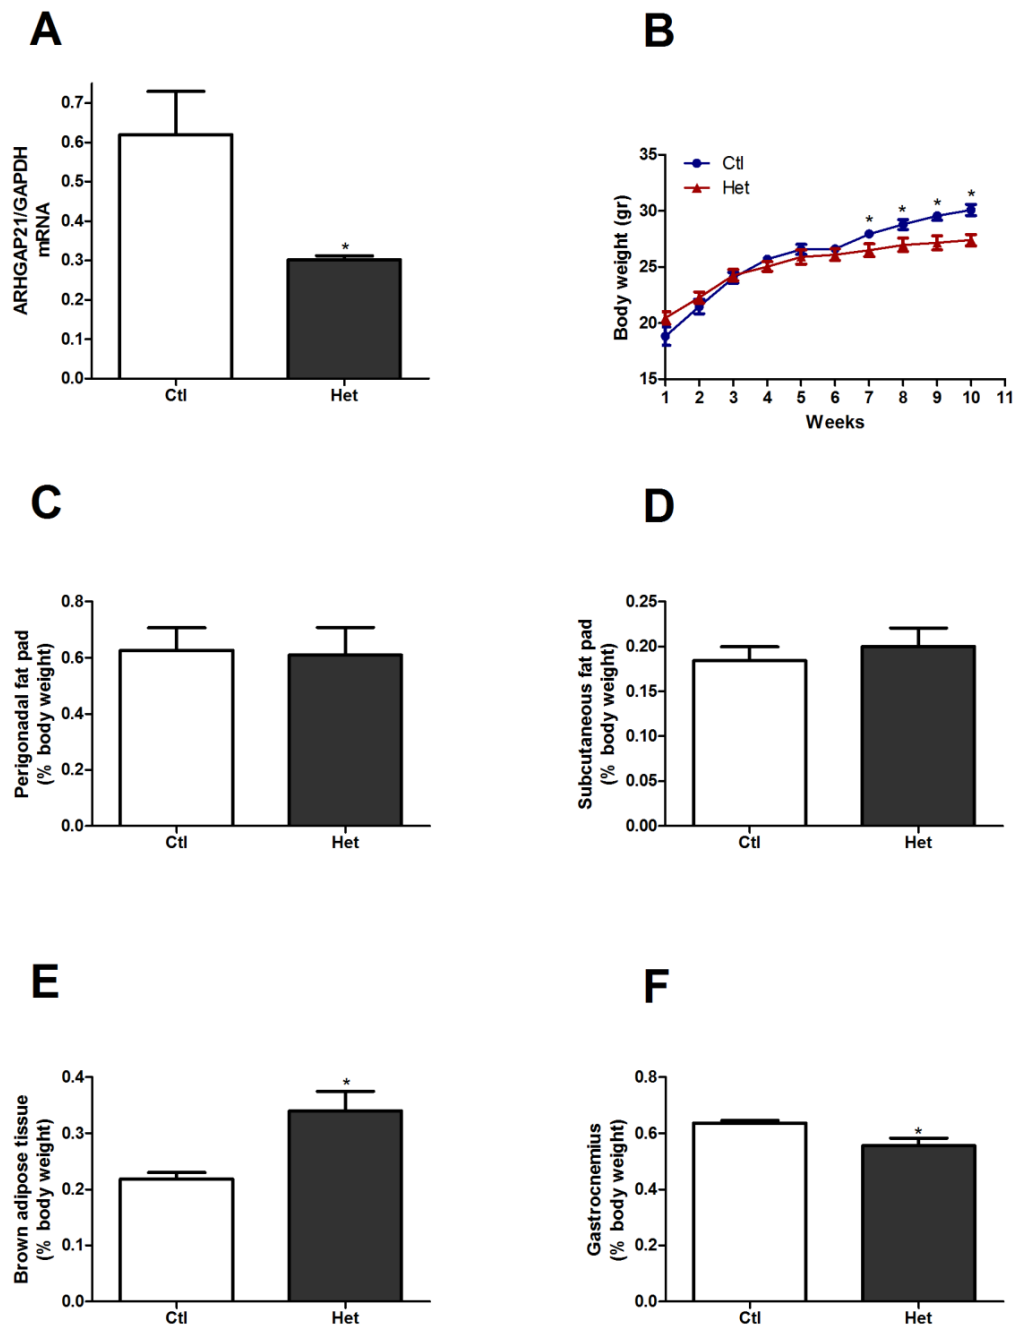 A
ARHGAP21/GAPDH
mRNA
0.7
0.6
0.5
0.4
0.3
0.2
0.1
0.0
*
Ctl
Het
B
Body weight (gr)
35
30
25
20
15
Ctl
Het
* * * *
1 2 3 4 5 6 7 8 9 10 11
Weeks
C
Perigonadal fat pad
(% body weight)
0.8
0.6
0.4
0.2
0.0
Ctl
Het
D
Subcutaneous fat pad
(% body weight)
0.25
0.20
0.15
0.10
0.05
0.00
Ctl
Het
E
Brown adipose tissue
(% body weight)
0.4
0.3
0.2
0.1
0.0
*
Ctl
Het
F
Gastrocnemius
(% body weight)
0.8
0.6
0.4
0.2
0.0
*
Ctl
Het